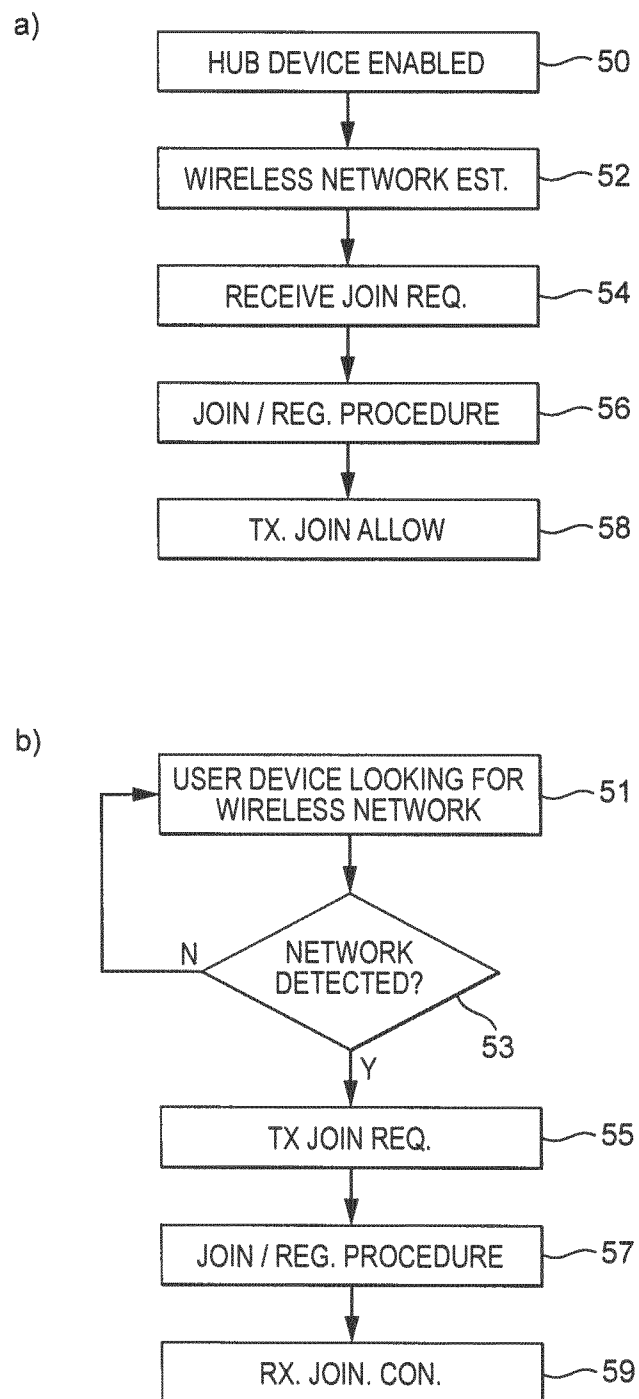 a)
HUB DEVICE ENABLED
50
WIRELESS NETWORK EST.
52
RECEIVE JOIN REQ.
54
JOIN / REG. PROCEDURE
56
TX. JOIN ALLOW
58
b)
USER DEVICE LOOKING FOR
WIRELESS NETWORK
51
N
NETWORK
DETECTED?
53
Y
TX JOIN REQ.
55
JOIN / REG. PROCEDURE
57
RX. JOIN. CON.
59